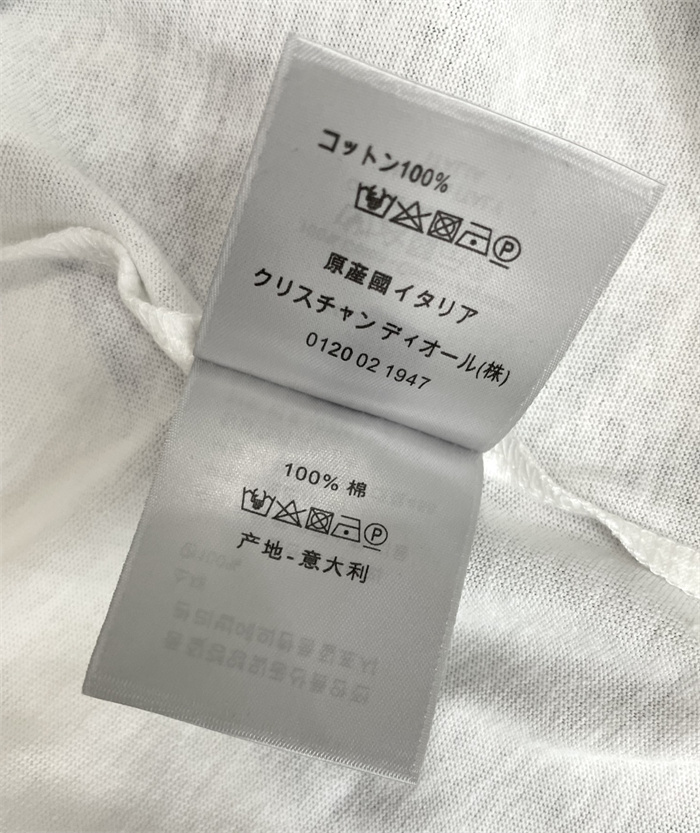 コットン100%
P
原産國イタリア
クリスチャン ディオール(株)
0120 02 1947
100% 棉
P
产地-意大利